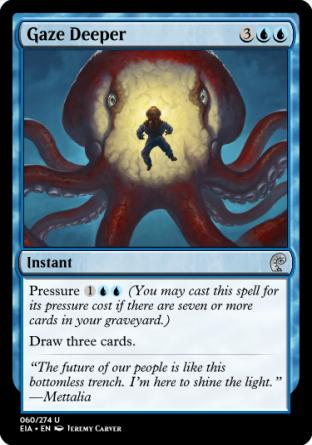 Gaze Deeper 3
Instant
Pressure 1 (You may cast this spell for
its pressure cost if there are seven or more
cards in your graveyard.)
Draw three cards.
“The future of our people is like this
bottomless trench. I’m here to shine the light.”
—Mettalia
060/274 U
EIA • EN Jeremy Carver